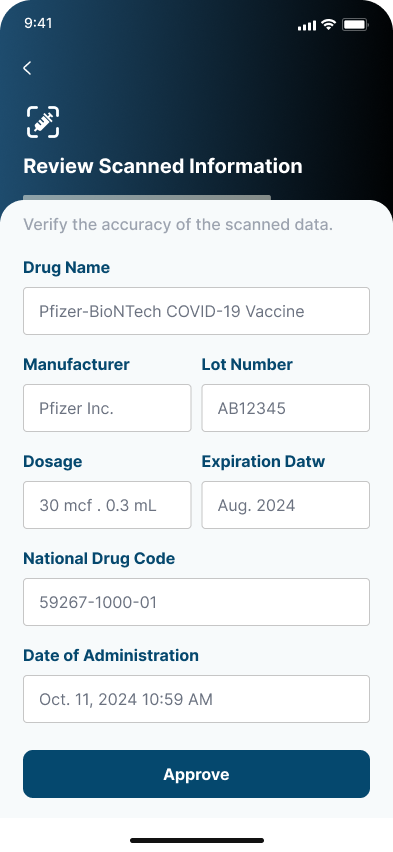 9:41
Review Scanned Information
Verify the accuracy of the scanned data.
Drug Name
Pfizer-BioNTech COVID-19 Vaccine
Manufacturer
Lot Number
Pfizer Inc.
AB12345
Dosage
Expiration Datw
30 mcf . 0.3 mL
Aug. 2024
National Drug Code
59267-1000-01
Date of Administration
Oct. 11, 2024 10:59 AM
Approve